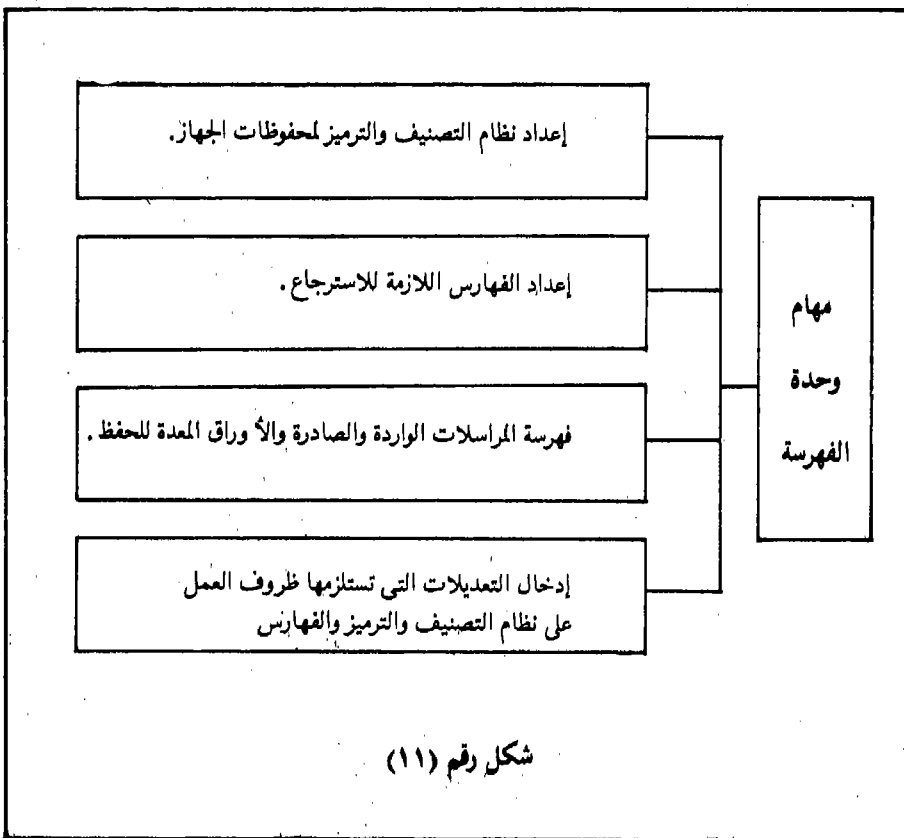 مهام
وحدة
الفهرسة
إعداد نظام التصنيف والترميز لمحفوظات الجهاز.
إعداد الفهارس اللازمة للاسترجاع.
فهرسة المراسلات الواردة والصادرة والأوراق المعدة للحفظ.
إدخال التعديلات التى تستلزمها ظروف العمل
على نظام التصنيف والترميز والفهارس
شكل رقم (١١)